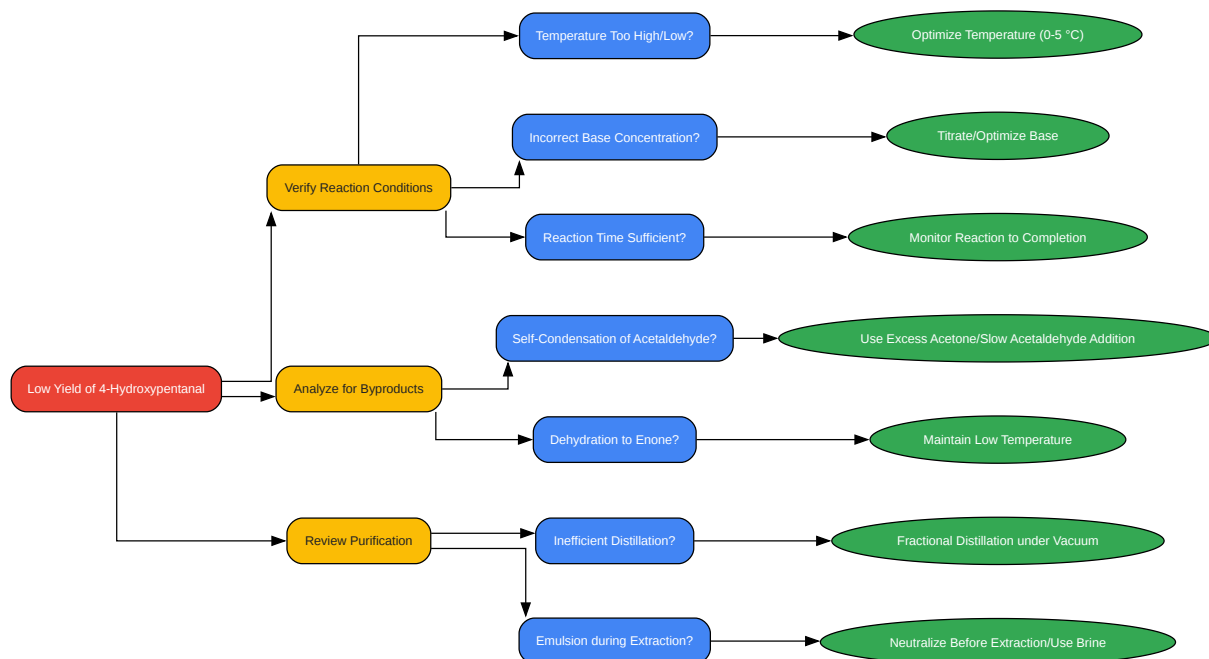 Temperature Too High/Low?
Optimize Temperature (0-5 °C)
Incorrect Base Concentration?
Titrate/Optimize Base
Verify Reaction Conditions
Reaction Time Sufficient?
Monitor Reaction to Completion
Self-Condensation of Acetaldehyde?
Use Excess Acetone/Slow Acetaldehyde Addition
Low Yield of 4-Hydroxypentanal
Analyze for Byproducts
Dehydration to Enone?
Maintain Low Temperature
Review Purification
Inefficient Distillation?
Fractional Distillation under Vacuum
Emulsion during Extraction?
Neutralize Before Extraction/Use Brine